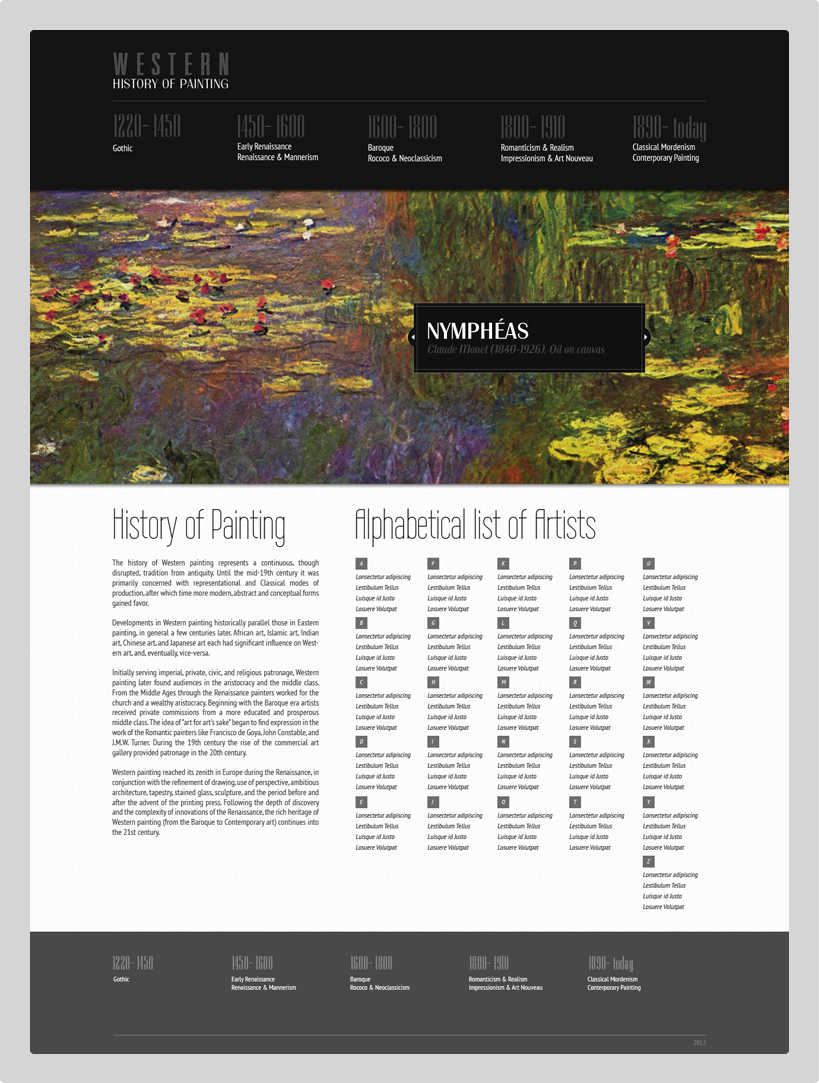 WESTERN
HISTORY OF PAINTING
1220- 1450
Gothic
1450- 1600
Early Renaissance
Renaissance & Mannerism
1600- 1800
Baroque
Rococo & Neoclassicism
1800- 1910
Romanticism & Realism
Impressionism & Art Nouveau
1890- today
Classical Mordenism
Conterporary Painting
NYMPHÉAS
Claude Monet (1840-1926), Oil on canvas
History of Painting
The history of Western painting represents a continuous, though
disrupted, tradition from antiquity. Until the mid-19th century it was
primarily concerned with representational and Classical modes of
production, after which time more modern, abstract and conceptual forms
gained favor.
Developments in Western painting historically parallel those in Eastern
painting, in general a few centuries later. African art, Islamic art, Indian
art, Chinese art, and Japanese art each had significant influence on West-
ern art, and, eventually, vice-versa.
Initially serving imperial, private, civic, and religious patronage, Western
painting later found audiences in the aristocracy and the middle class.
From the Middle Ages through the Renaissance painters worked for the
church and a wealthy aristocracy. Beginning with the Baroque era artists
received private commissions from a more educated and prosperous
middle class. The idea of "art for art's sake" began to find expression in the
work of the Romantic painters like Francisco de Goya, John Constable, and
J.M.W. Turner. During the 19th century the rise of the commercial art
gallery provided patronage in the 20th century.
Western painting reached its zenith in Europe during the Renaissance, in
conjunction with the refinement of drawing, use of perspective, ambitious
architecture, tapestry, stained glass, sculpture, and the period before and
after the advent of the printing press. Following the depth of discovery
and the complexity of innovations of the Renaissance, the rich heritage of
Western painting (from the Baroque to Contemporary art) continues into
the 21st century.
Alphabetical list of Artists
A
Lonsectetur adipiscing
Lestibulum Tellus
Luisque id Justo
Losuere Volutpat
B
Lonsectetur adipiscing
Lestibulum Tellus
Luisque id Justo
Losuere Volutpat
C
Lonsectetur adipiscing
Lestibulum Tellus
Luisque id Justo
Losuere Volutpat
D
Lonsectetur adipiscing
Lestibulum Tellus
Luisque id Justo
Losuere Volutpat
E
Lonsectetur adipiscing
Lestibulum Tellus
Luisque id Justo
Losuere Volutpat
F
Lonsectetur adipiscing
Lestibulum Tellus
Luisque id Justo
Losuere Volutpat
G
Lonsectetur adipiscing
Lestibulum Tellus
Luisque id Justo
Losuere Volutpat
H
Lonsectetur adipiscing
Lestibulum Tellus
Luisque id Justo
Losuere Volutpat
I
Lonsectetur adipiscing
Lestibulum Tellus
Luisque id Justo
Losuere Volutpat
J
Lonsectetur adipiscing
Lestibulum Tellus
Luisque id Justo
Losuere Volutpat
K
Lonsectetur adipiscing
Lestibulum Tellus
Luisque id Justo
Losuere Volutpat
L
Lonsectetur adipiscing
Lestibulum Tellus
Luisque id Justo
Losuere Volutpat
M
Lonsectetur adipiscing
Lestibulum Tellus
Luisque id Justo
Losuere Volutpat
N
Lonsectetur adipiscing
Lestibulum Tellus
Luisque id Justo
Losuere Volutpat
O
Lonsectetur adipiscing
Lestibulum Tellus
Luisque id Justo
Losuere Volutpat
P
Lonsectetur adipiscing
Lestibulum Tellus
Luisque id Justo
Losuere Volutpat
Q
Lonsectetur adipiscing
Lestibulum Tellus
Luisque id Justo
Losuere Volutpat
R
Lonsectetur adipiscing
Lestibulum Tellus
Luisque id Justo
Losuere Volutpat
S
Lonsectetur adipiscing
Lestibulum Tellus
Luisque id Justo
Losuere Volutpat
T
Lonsectetur adipiscing
Lestibulum Tellus
Luisque id Justo
Losuere Volutpat
U
Lonsectetur adipiscing
Lestibulum Tellus
Luisque id Justo
Losuere Volutpat
V
Lonsectetur adipiscing
Lestibulum Tellus
Luisque id Justo
Losuere Volutpat
W
Lonsectetur adipiscing
Lestibulum Tellus
Luisque id Justo
Losuere Volutpat
X
Lonsectetur adipiscing
Lestibulum Tellus
Luisque id Justo
Losuere Volutpat
Y
Lonsectetur adipiscing
Lestibulum Tellus
Luisque id Justo
Losuere Volutpat
Z
Lonsectetur adipiscing
Lestibulum Tellus
Luisque id Justo
Losuere Volutpat
1220- 1450
Gothic
1450- 1600
Early Renaissance
Renaissance & Mannerism
1600- 1800
Baroque
Rococo & Neoclassicism
1800- 1910
Romanticism & Realism
Impressionism & Art Nouveau
1890- today
Classical Mordenism
Conterporary Painting
2012